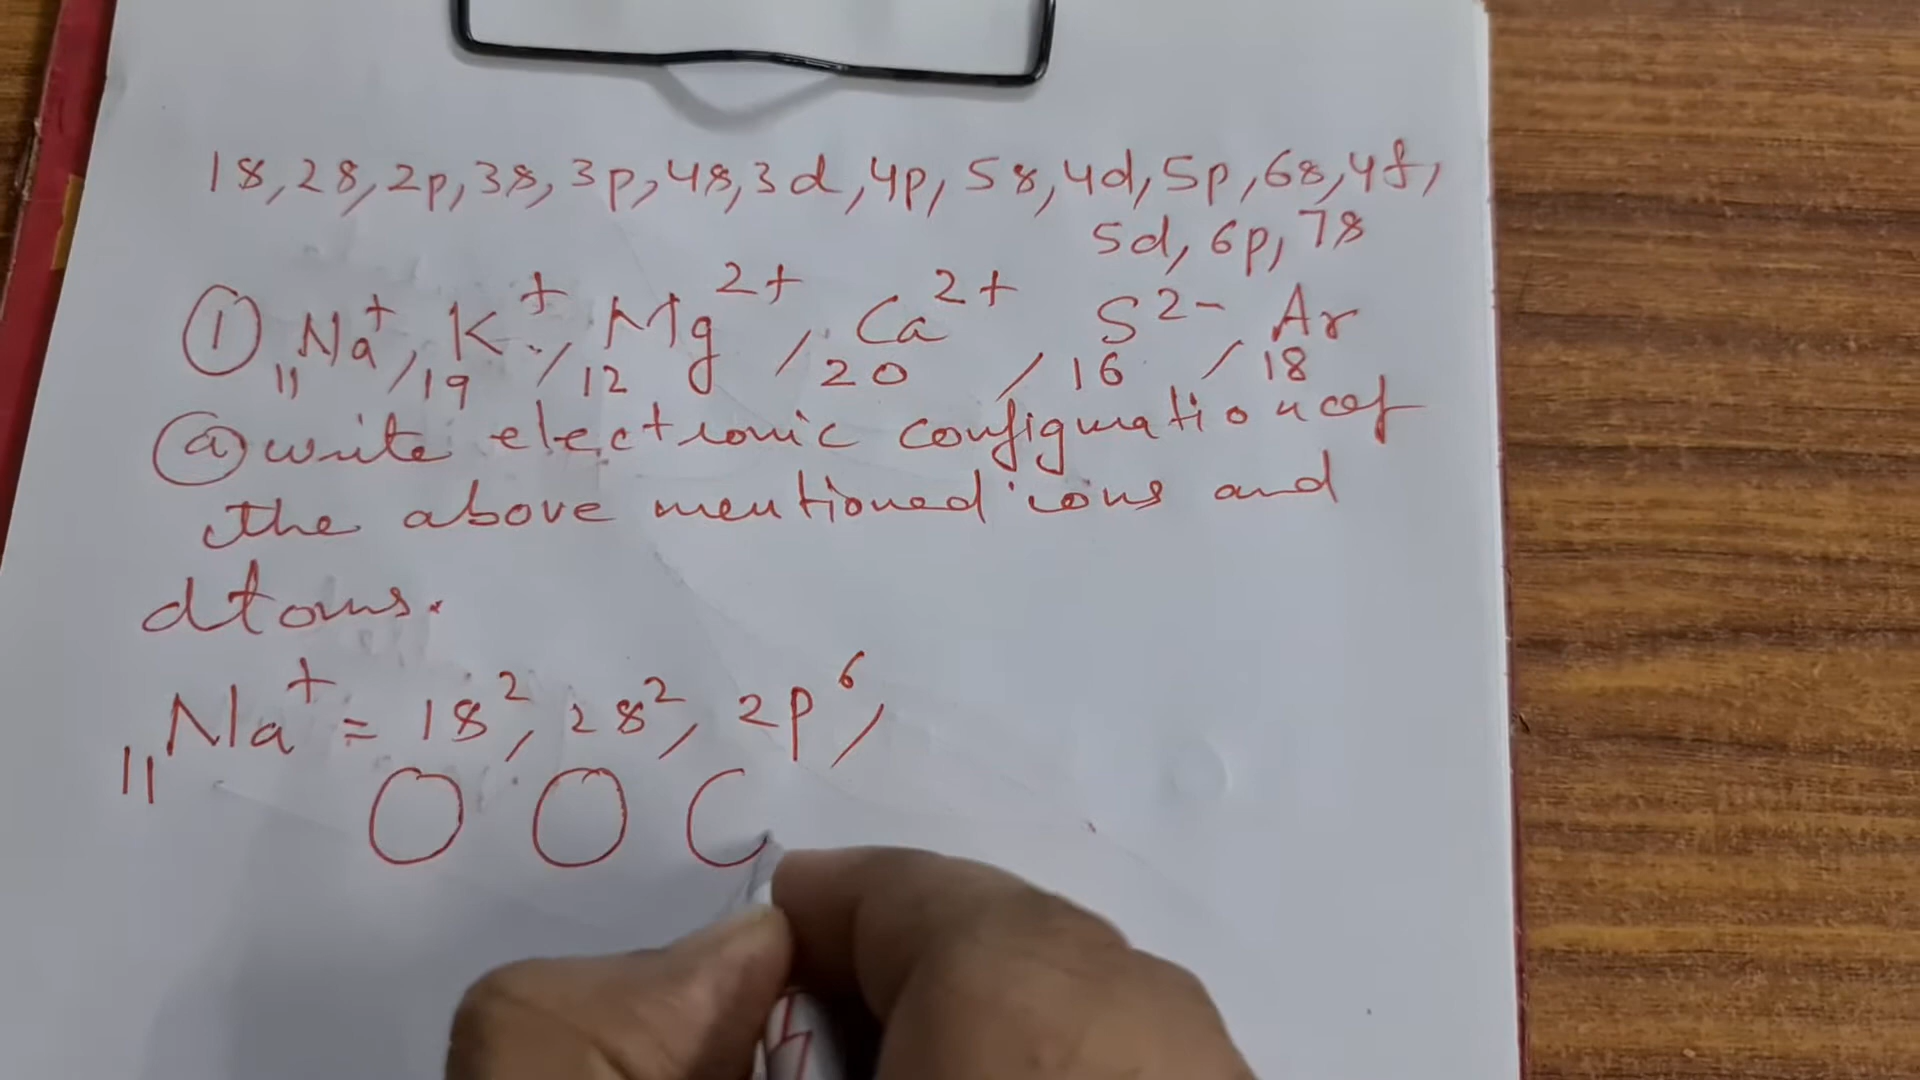 1s, 2s, 2p, 3s, 3p, 4s, 3d, 4p, 5s, 4d, 5p, 6s, 4f,
5d, 6p, 7s
① ₁₁Na⁺, ₁₉K⁺, ₁₂Mg²⁺, ₂₀Ca²⁺, ₁₆S²⁻, ₁₈Ar
ⓐ write electronic configuration of
the above mentioned ions and
atoms.
₁₁Na⁺ = 1s², 2s², 2p⁶,